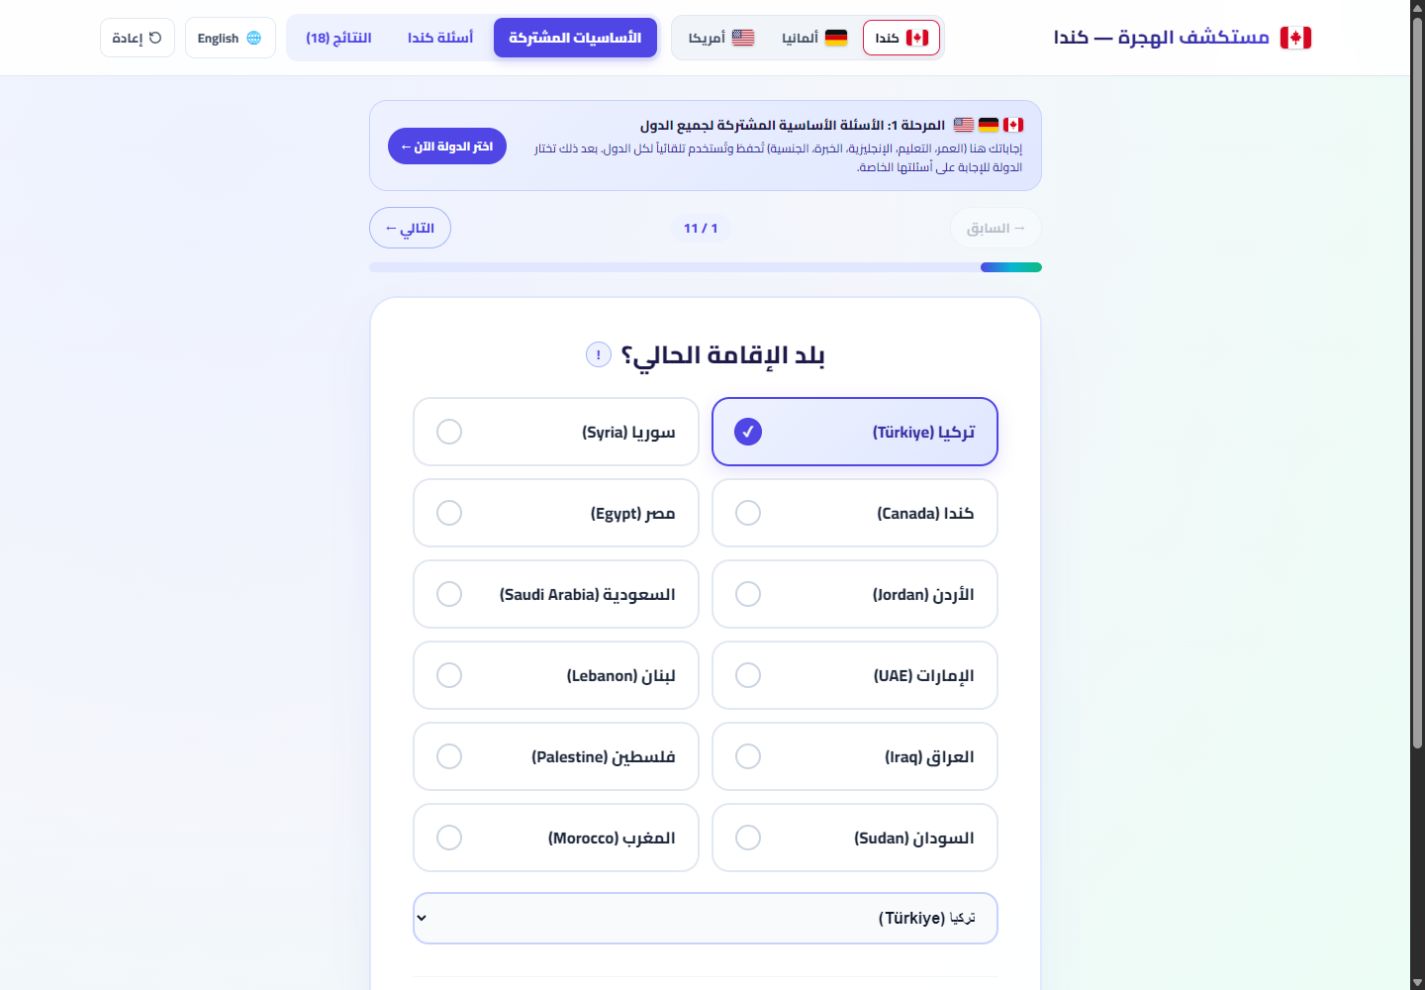 مستكشف الهجرة — كندا
كندا
ألمانيا
أمريكا
الأساسيات المشتركة
أسئلة كندا
النتائج (18)
English
إعادة
المرحلة 1: الأسئلة الأساسية المشتركة لجميع الدول
إجاباتك هنا (العمر، التعليم، الإنجليزية، الخبرة، الجنسية) تُحفظ وتُستخدم تلقائياً لكل الدول. بعد ذلك تختار
الدولة للإجابة على أسئلتها الخاصة.
اختر الدولة الآن ←
→ السابق
1 / 11
التالي ←
بلد الإقامة الحالي؟ !
تركيا (Türkiye)
سوريا (Syria)
كندا (Canada)
مصر (Egypt)
الأردن (Jordan)
السعودية (Saudi Arabia)
الإمارات (UAE)
لبنان (Lebanon)
العراق (Iraq)
فلسطين (Palestine)
السودان (Sudan)
المغرب (Morocco)
تركيا (Türkiye)